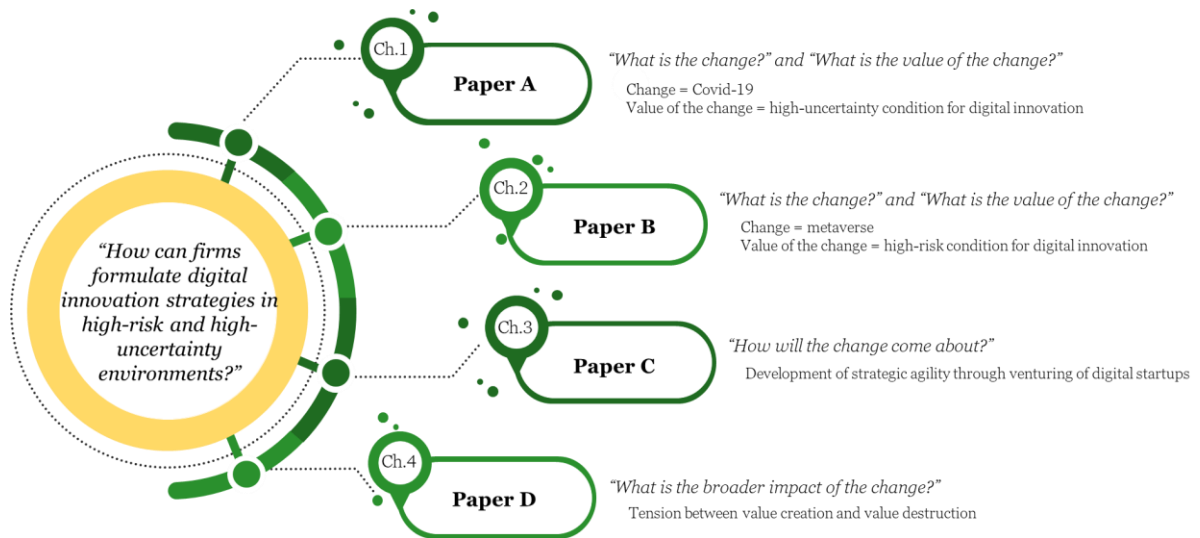 “How can firms
formulate digital
innovation strategies in
high-risk and high-
uncertainty
environments?”
Ch.1
Paper A
“What is the change?” and “What is the value of the change?”
Change = Covid-19
Value of the change = high-uncertainty condition for digital innovation
Ch.2
Paper B
“What is the change?” and “What is the value of the change?”
Change = metaverse
Value of the change = high-risk condition for digital innovation
Ch.3
Paper C
“How will the change come about?”
Development of strategic agility through venturing of digital startups
Ch.4
Paper D
“What is the broader impact of the change?”
Tension between value creation and value destruction